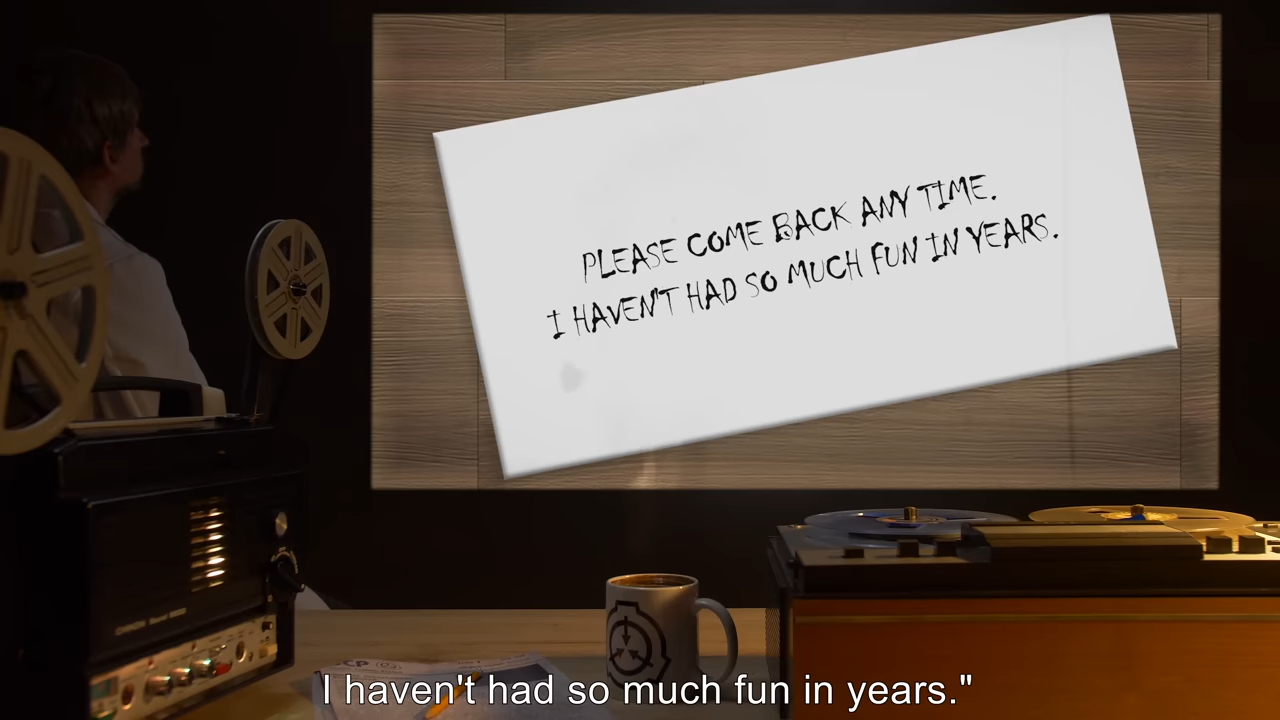 PLEASE COME BACK ANY TIME.
I HAVEN'T HAD SO MUCH FUN IN YEARS.
I haven't had so much fun in years."